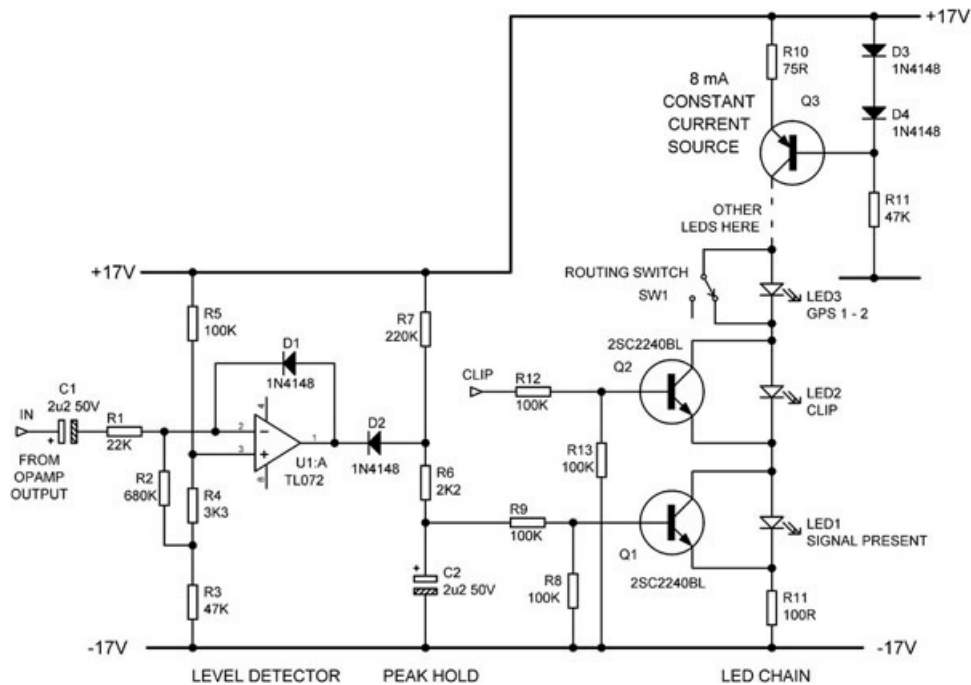 +17V
R10
75R
D3
1N4148
8 mA
CONSTANT
CURRENT
SOURCE
Q3
D4
1N4148
R11
47K
OTHER
LEDS HERE
+17V
ROUTING SWITCH
SW1
LED3
GPS 1 - 2
R5
100K
R7
220K
D1
1N4148
2SC2240BL
Q2
CLIP
R12
100K
LED2
CLIP
C1
2u2 50V
IN
R1
22K
FROM
OPAMP
OUTPUT
4
2
3
1
8
U1:A
TL072
D2
1N4148
R13
100K
R2
680K
R4
3K3
R6
2K2
R9
100K
LED1
SIGNAL PRESENT
Q1
2SC2240BL
+
C2
2u2 50V
R8
100K
R3
47K
R11
100R
-17V
-17V
LEVEL DETECTOR
PEAK HOLD
LED CHAIN